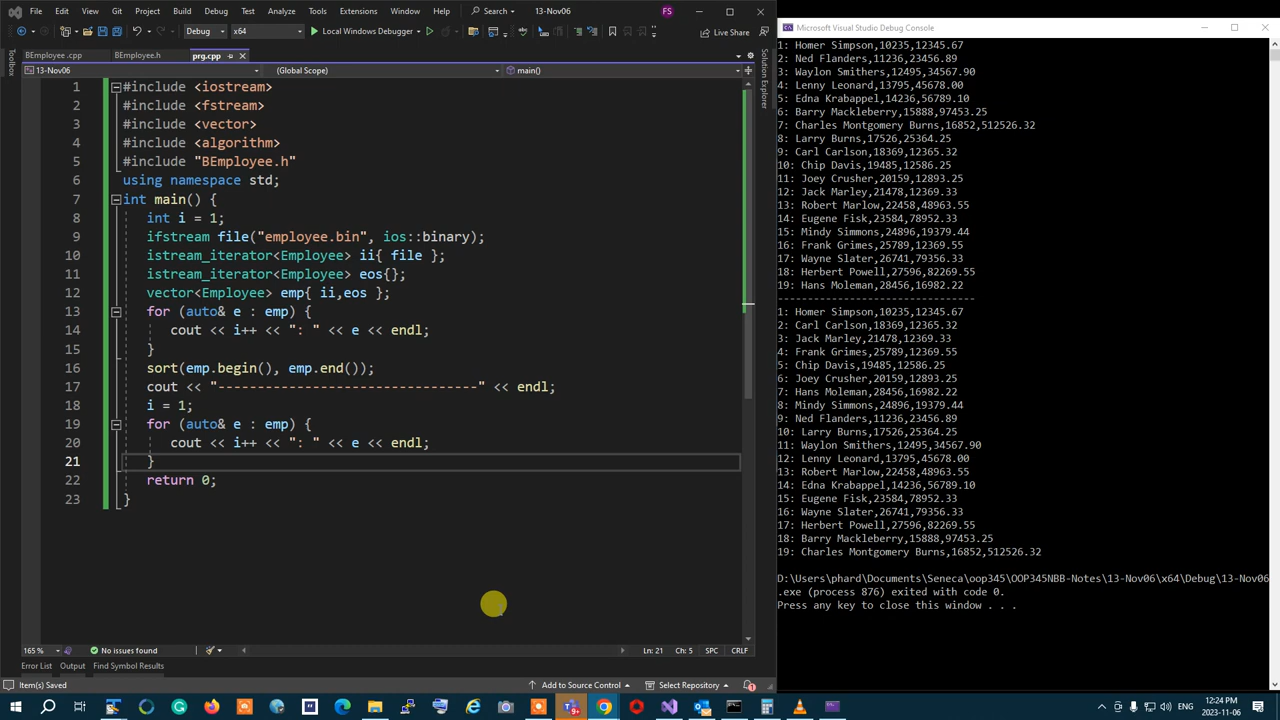 File Edit View Git Project Build Debug Test Analyze Tools Extensions Window Help Search 13-Nov06 FS
x64 Local Windows Debugger Live Share
BEmployee.cpp prg.cpp
13-Nov06 (Global Scope) main()
Solution Explorer
1 #include <iostream>
2 #include <fstream>
3 #include <vector>
4 #include <algorithm>
5 #include "BEmployee.h"
6 using namespace std;
7 int main() {
8 int i = 1;
9 ifstream file("employee.bin", ios::binary);
10 istream_iterator<Employee> ii{ file };
11 istream_iterator<Employee> eos{};
12 vector<Employee> emp{ ii,eos };
13 for (auto& e : emp) {
14 cout << i++ << ": " << e << endl;
15 }
16 sort(emp.begin(), emp.end());
17 cout << "---------------------------------" << endl;
18 i = 1;
19 for (auto& e : emp) {
20 cout << i++ << ": " << e << endl;
21 }
22 return 0;
23 }
165 % No issues found Ln: 21 Ch: 5 SPC CRLF
Error List Output Find Symbol Results
Item(s) Saved Add to Source Control Select Repository
Microsoft Visual Studio Debug Console
1: Homer Simpson,10235,12345.67
2: Ned Flanders,11236,23456.89
3: Waylon Smithers,12495,34567.90
4: Lenny Leonard,13795,45678.00
5: Edna Krabappel,14236,56789.10
6: Barry Mackleberry,15888,97453.25
7: Charles Montgomery Burns,16852,512526.32
8: Larry Burns,17526,25364.25
9: Carl Carlson,18369,12365.32
10: Chip Davis,19485,12586.25
11: Joey Crusher,20159,12893.25
12: Jack Marley,21478,12369.33
13: Robert Marlow,22458,48963.55
14: Eugene Fisk,23584,78952.33
15: Mindy Simmons,24896,19379.44
16: Frank Grimes,25789,12369.55
17: Wayne Slater,26741,79356.33
18: Herbert Powell,27596,82269.55
19: Hans Moleman,28456,16982.22
---------------------------------
1: Homer Simpson,10235,12345.67
2: Carl Carlson,18369,12365.32
3: Jack Marley,21478,12369.33
4: Frank Grimes,25789,12369.55
5: Chip Davis,19485,12586.25
6: Joey Crusher,20159,12893.25
7: Hans Moleman,28456,16982.22
8: Mindy Simmons,24896,19379.44
9: Ned Flanders,11236,23456.89
10: Larry Burns,17526,25364.25
11: Waylon Smithers,12495,34567.90
12: Lenny Leonard,13795,45678.00
13: Robert Marlow,22458,48963.55
14: Edna Krabappel,14236,56789.10
15: Eugene Fisk,23584,78952.33
16: Wayne Slater,26741,79356.33
17: Herbert Powell,27596,82269.55
18: Barry Mackleberry,15888,97453.25
19: Charles Montgomery Burns,16852,512526.32
D:\Users\phard\Documents\Seneca\oop345\OOP345NBB-Notes\13-Nov06\x64\Debug\13-Nov06
.exe (process 876) exited with code 0.
Press any key to close this window . . .
ENG 12:24 PM
2023-11-06